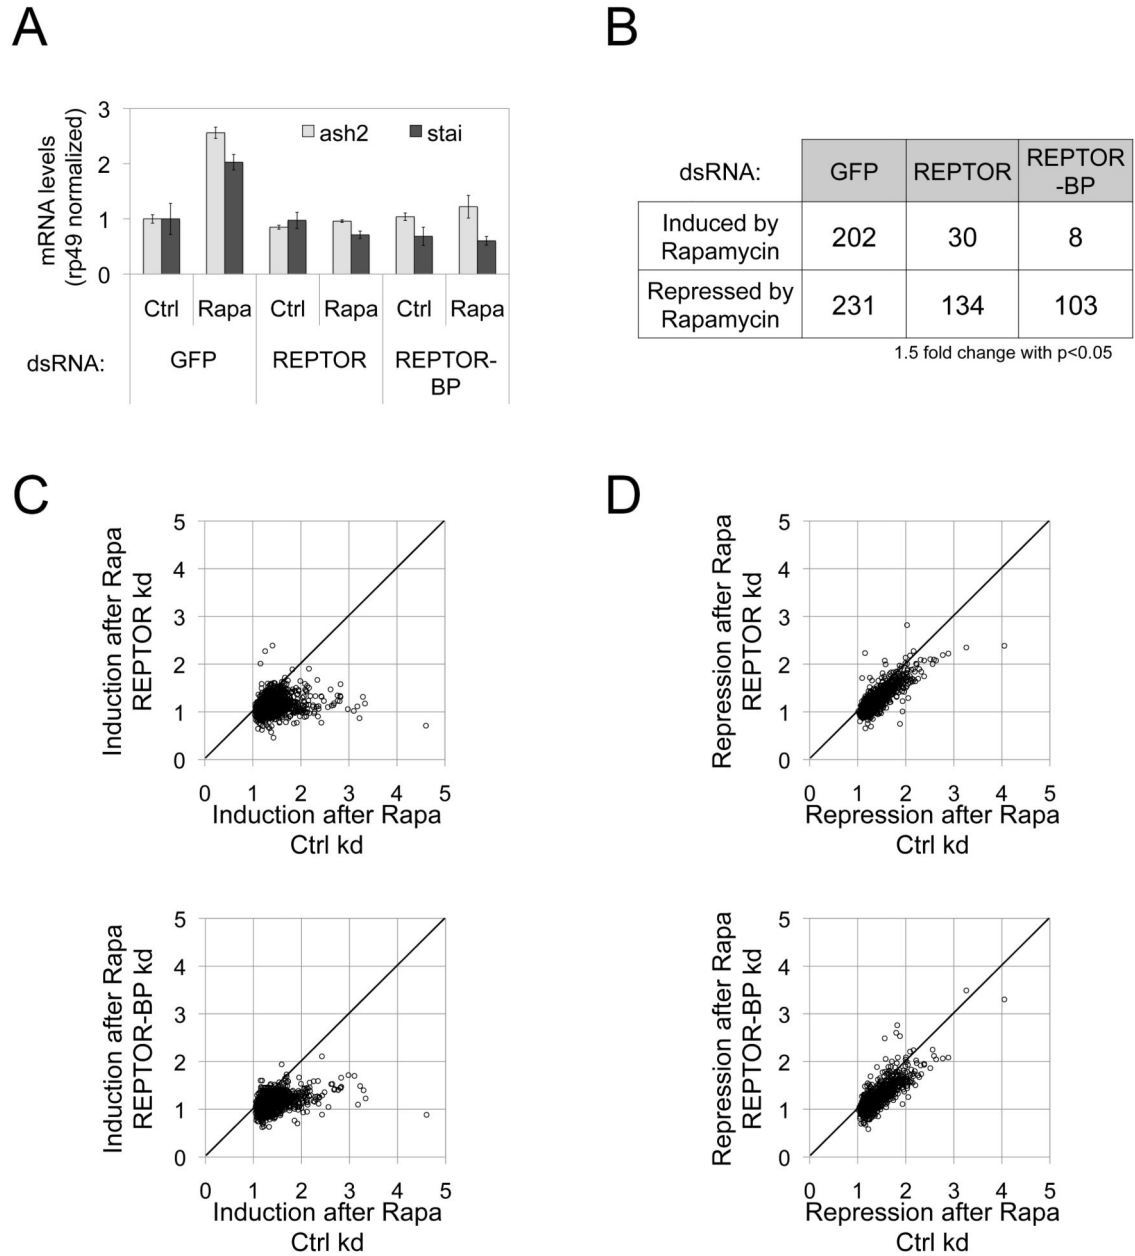 A
mRNA levels
(rp49 normalized)
3
2
1
0
ash2 stai
Ctrl Rapa Ctrl Rapa Ctrl Rapa
dsRNA: GFP REPTOR REPTOR-
BP
B
dsRNA: GFP REPTOR REPTOR
-BP
Induced by
Rapamycin 202 30 8
Repressed by
Rapamycin 231 134 103
1.5 fold change with p<0.05
C
Induction after Rapa
REPTOR kd
5
4
3
2
1
0
0 1 2 3 4 5
Induction after Rapa
Ctrl kd
D
Repression after Rapa
REPTOR kd
5
4
3
2
1
0
0 1 2 3 4 5
Repression after Rapa
Ctrl kd
Induction after Rapa
REPTOR-BP kd
5
4
3
2
1
0
0 1 2 3 4 5
Induction after Rapa
Ctrl kd
Repression after Rapa
REPTOR-BP kd
5
4
3
2
1
0
0 1 2 3 4 5
Repression after Rapa
Ctrl kd